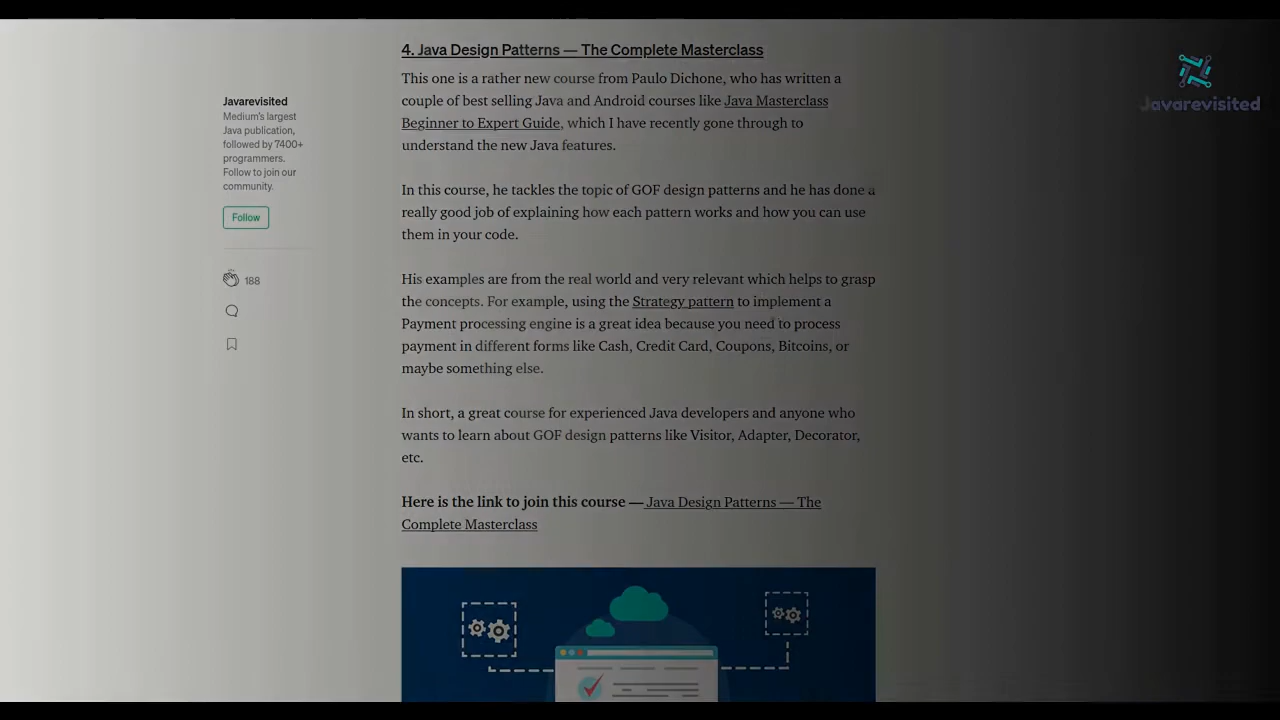 4. Java Design Patterns — The Complete Masterclass
This one is a rather new course from Paulo Dichone, who has written a
couple of best selling Java and Android courses like Java Masterclass
Beginner to Expert Guide, which I have recently gone through to
understand the new Java features.
In this course, he tackles the topic of GOF design patterns and he has done a
really good job of explaining how each pattern works and how you can use
them in your code.
His examples are from the real world and very relevant which helps to grasp
the concepts. For example, using the Strategy pattern to implement a
Payment processing engine is a great idea because you need to process
payment in different forms like Cash, Credit Card, Coupons, Bitcoins, or
maybe something else.
In short, a great course for experienced Java developers and anyone who
wants to learn about GOF design patterns like Visitor, Adapter, Decorator,
etc.
Here is the link to join this course — Java Design Patterns — The
Complete Masterclass
Javarevisited
Medium's largest
Java publication,
followed by 7400+
programmers.
Follow to join our
community.
Follow
188
Javarevisited